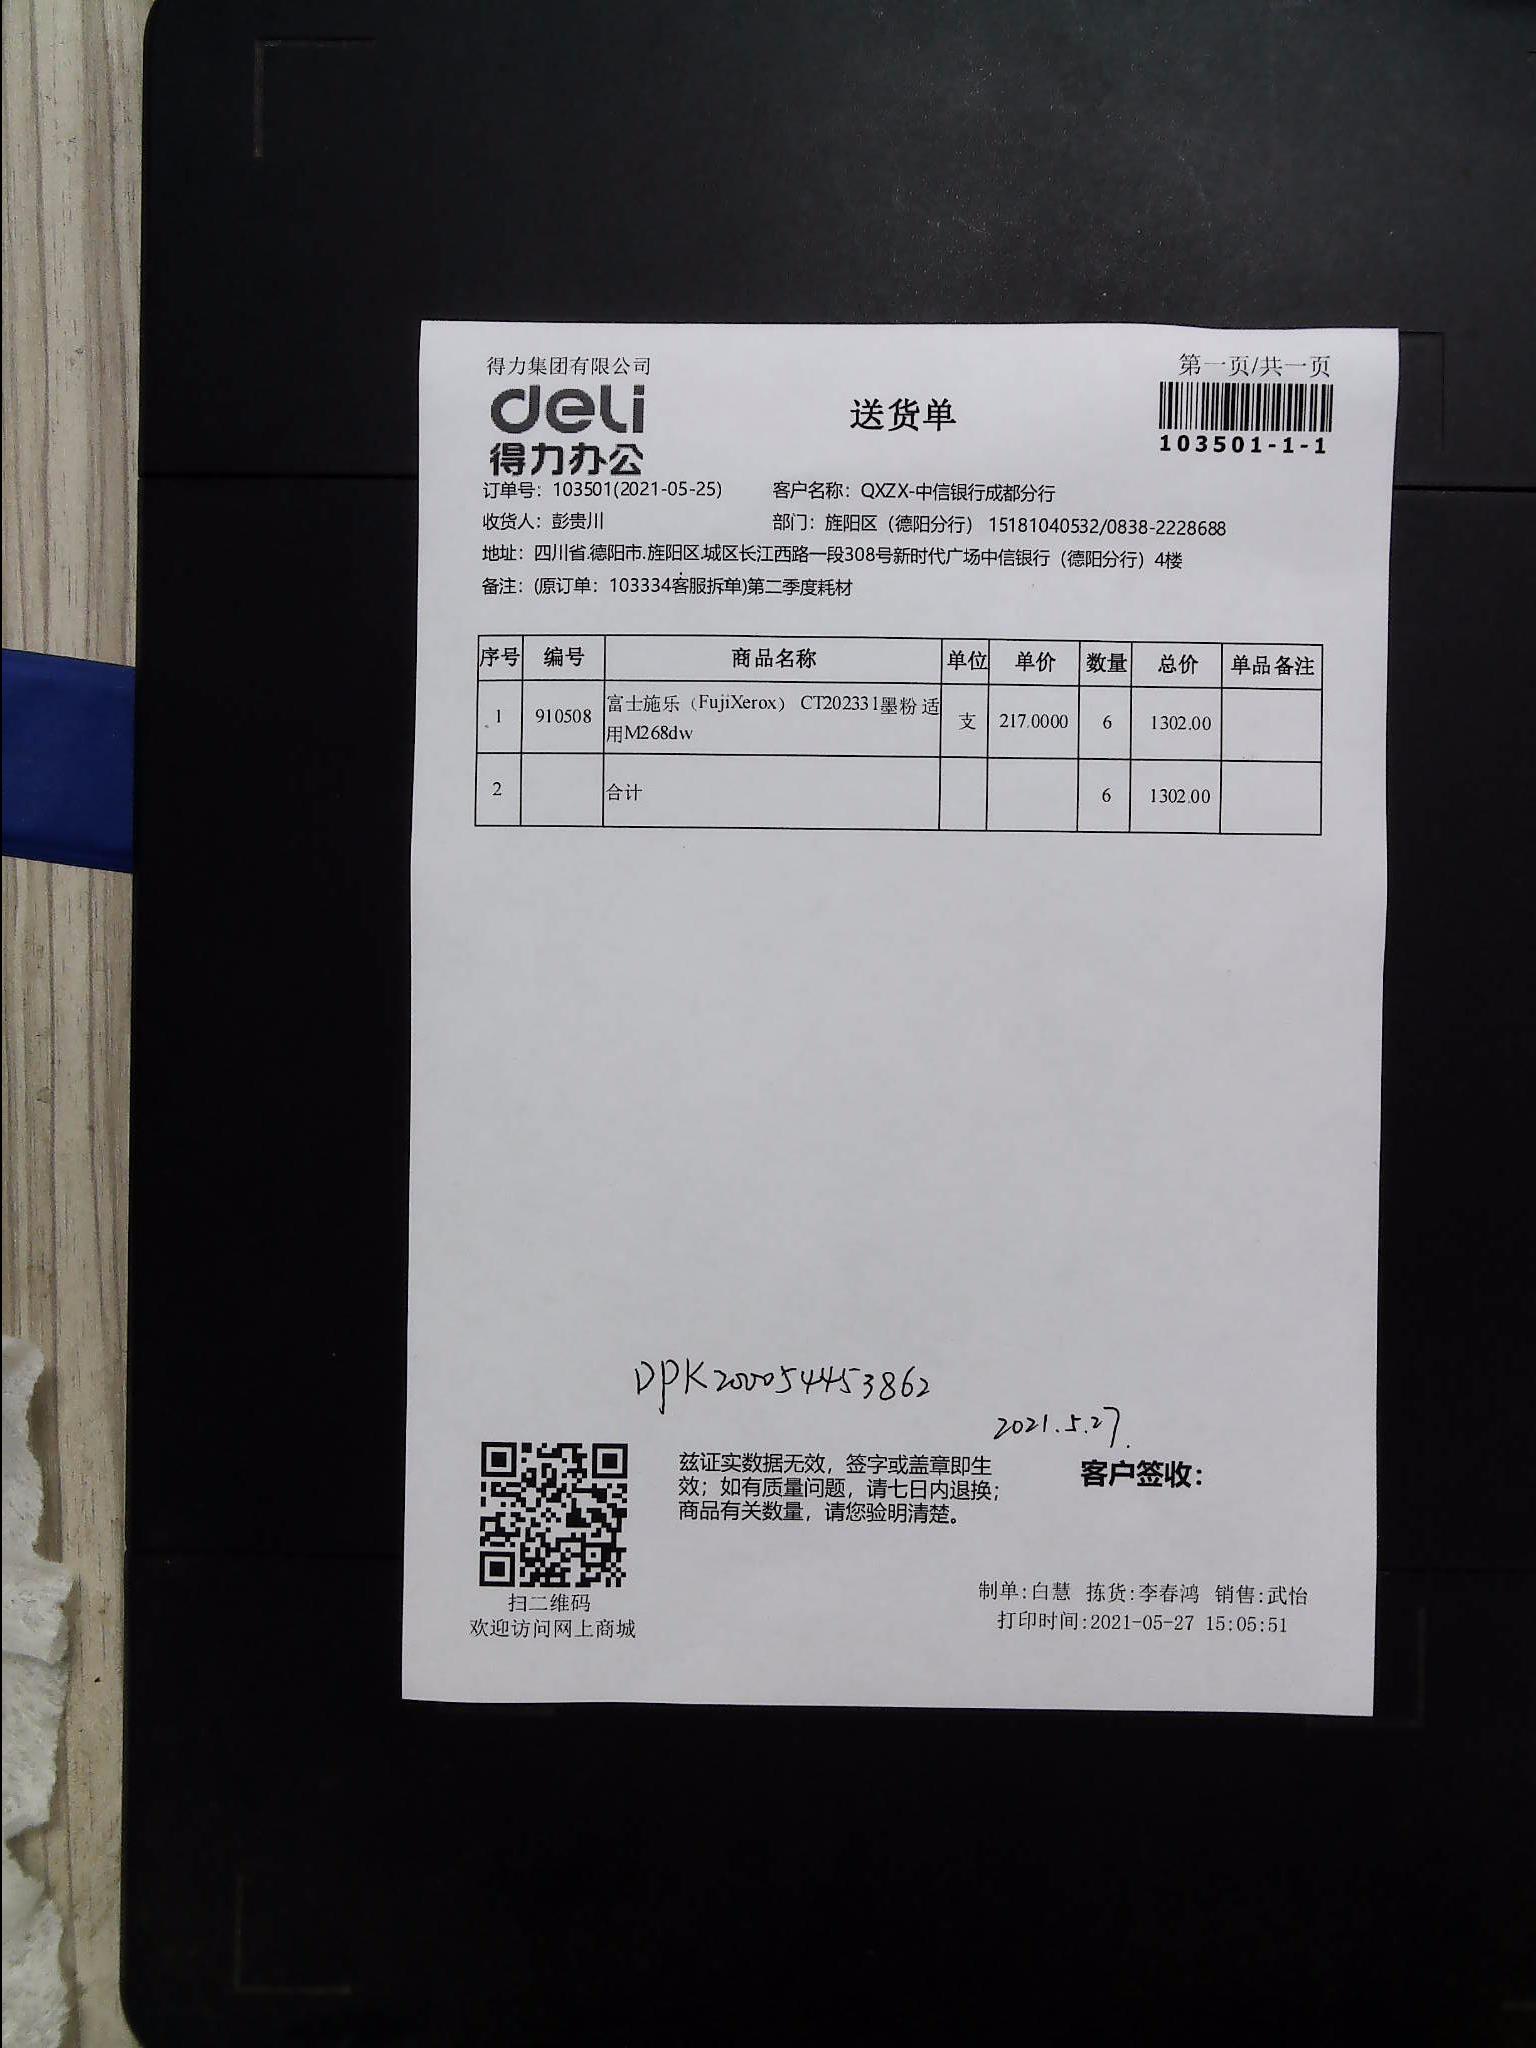 得力集团有限公司
第一页/共一页
deli
得力办公
送货单
103501-1-1
订单号：103501(2021-05-25) 客户名称：QXZX-中信银行成都分行
收货人：彭贵川 部门：旌阳区（德阳分行） 15181040532/0838-2228688
地址：四川省.德阳市.旌阳区.城区长江西路一段308号新时代广场中信银行（德阳分行）4楼
备注：(原订单：103334客服拆单)第二季度耗材
序号 编号 商品名称 单位 单价 数量 总价 单品备注
1 910508 富士施乐（FujiXerox） CT202331墨粉 适 支 217.0000 6 1302.00
用M268dw
2 合计 6 1302.00
DPK200054453862
2021.5.27.
兹证实数据无效，签字或盖章即生
效；如有质量问题，请七日内退换；
商品有关数量，请您验明清楚。
客户签收：
扫二维码
欢迎访问网上商城
制单:白慧 拣货:李春鸿 销售:武怡
打印时间:2021-05-27 15:05:51